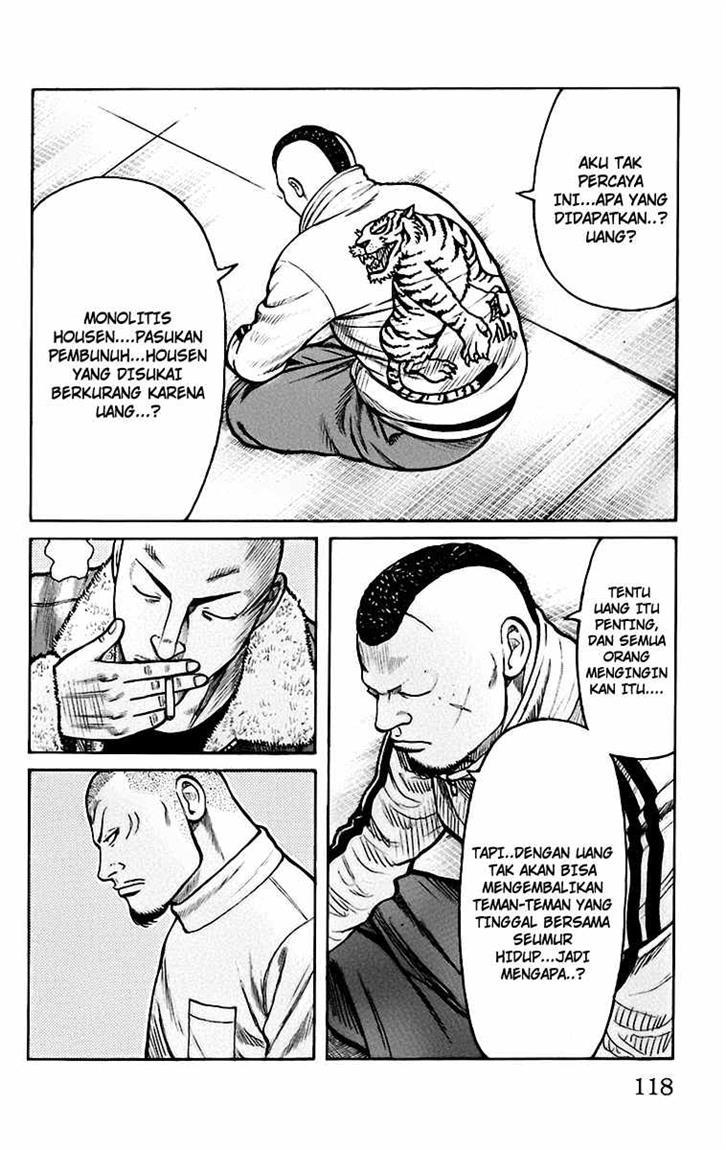 AKU TAK
PERCAYA
INI...APA YANG
DIDAPATKAN..?
UANG?
MONOLITIS
HOUSEN....PASUKAN
PEMBUNUH...HOUSEN
YANG DISUKAI
BERKURANG KARENA
UANG...?
TENTU
UANG ITU
PENTING,
DAN SEMUA
ORANG
MENGINGIN
KAN ITU....
TAPI..DENGAN UANG
TAK AKAN BISA
MENGEMBALIKAN
TEMAN-TEMAN YANG
TINGGAL BERSAMA
SEUMUR
HIDUP...JADI
MENGAPA..?
118